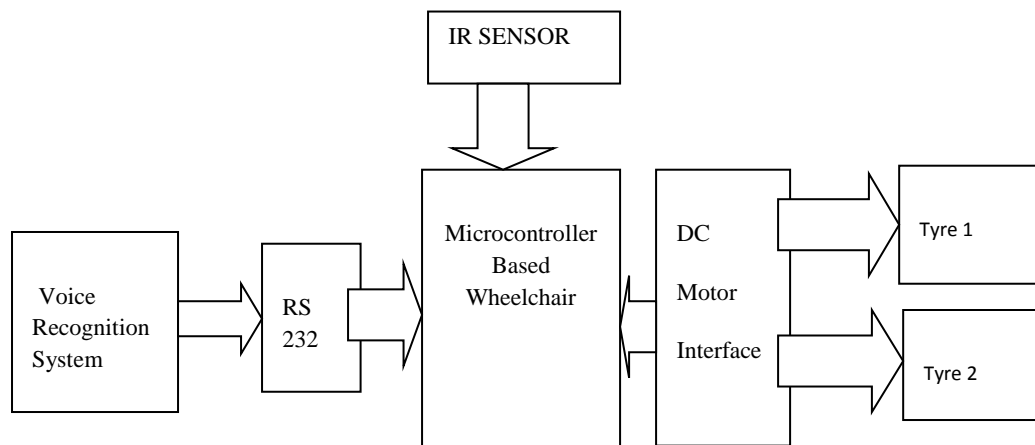 IR SENSOR
Voice
Recognition
System
RS
232
Microcontroller
Based
Wheelchair
DC
Motor
Interface
Tyre 1
Tyre 2